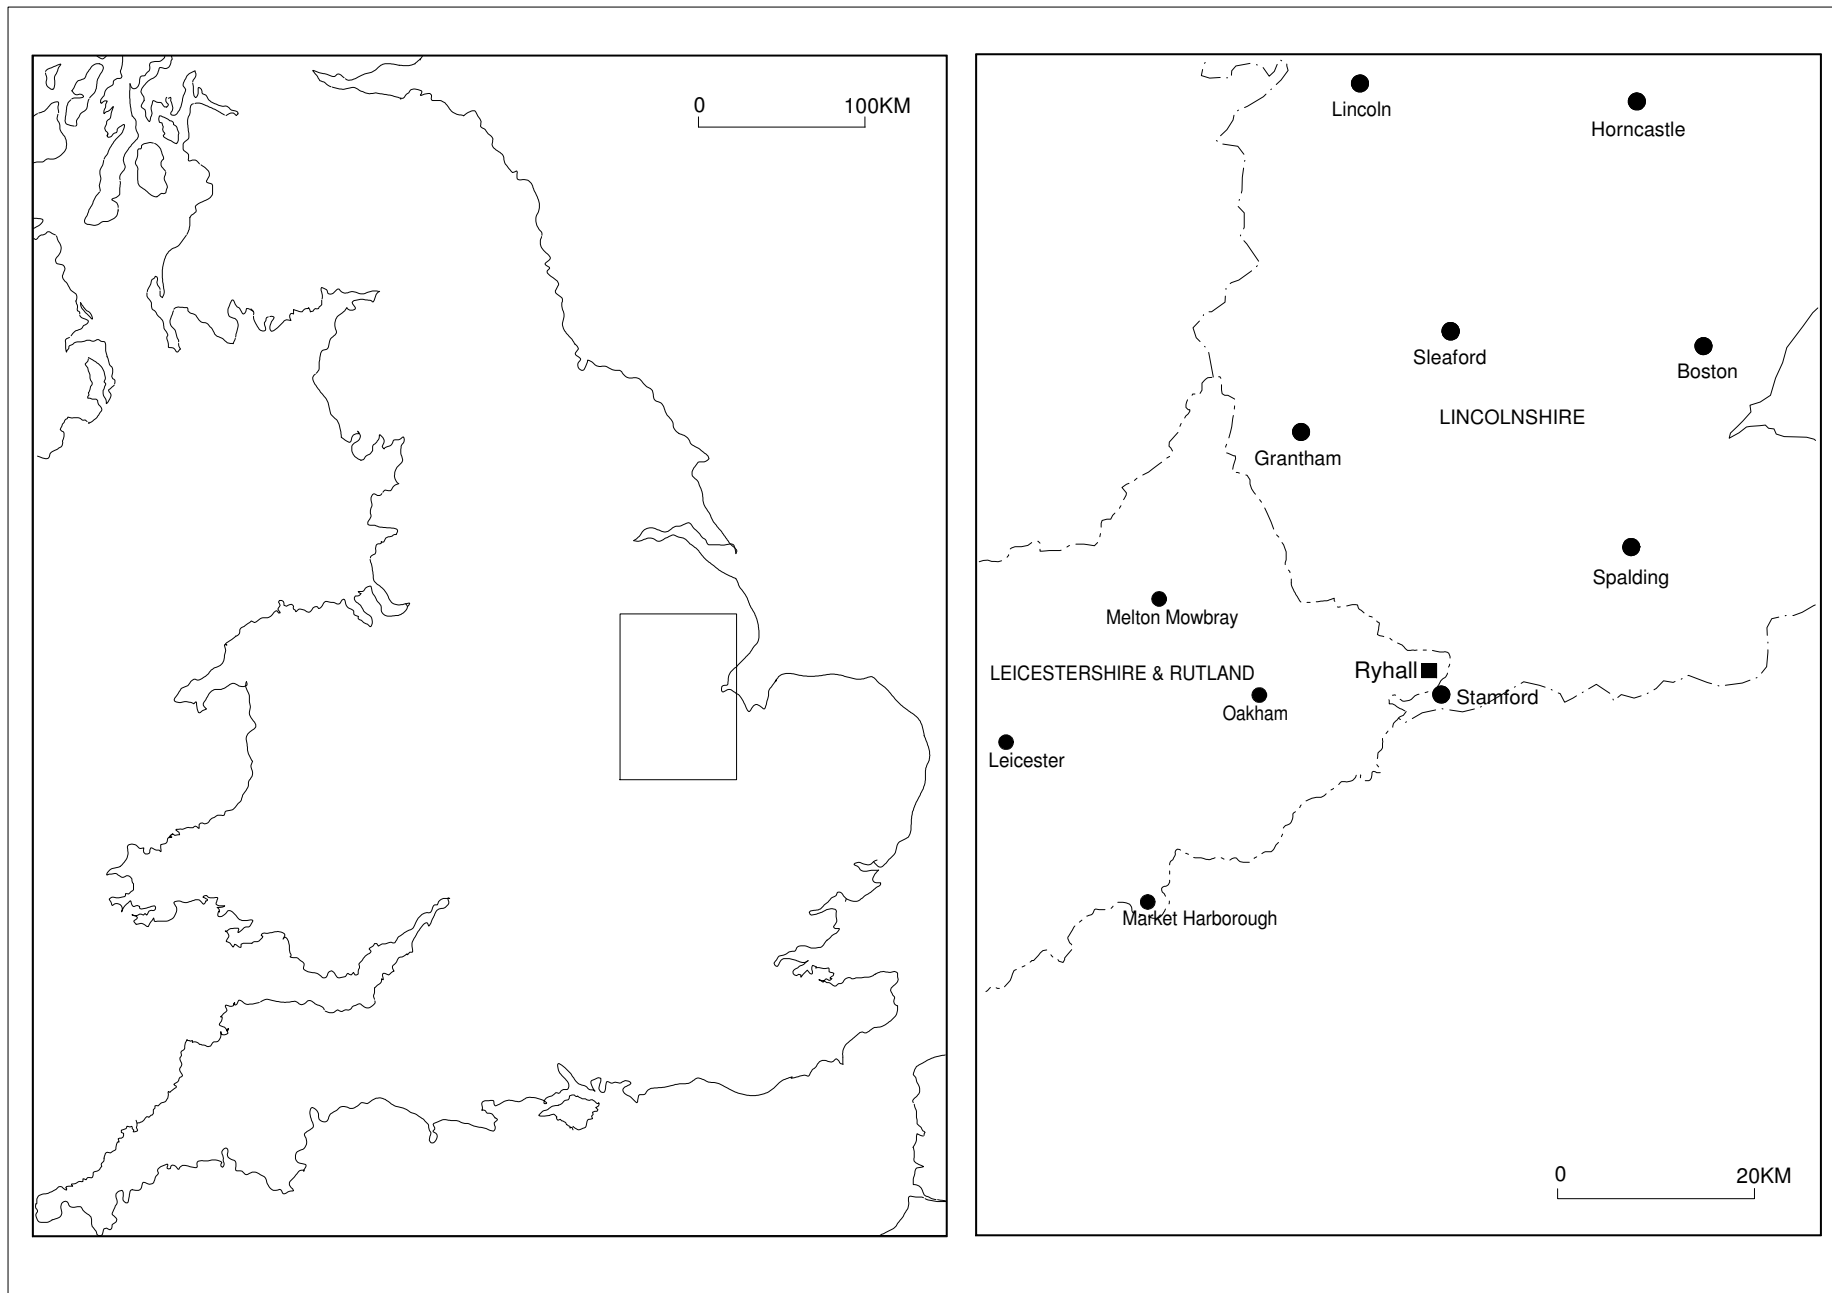 0 100KM
Lincoln
Horncastle
Sleaford
Boston
LINCOLNSHIRE
Grantham
Spalding
Melton Mowbray
Ryhall
LEICESTERSHIRE & RUTLAND
Stamford
Oakham
Leicester
Market Harborough
0 20KM